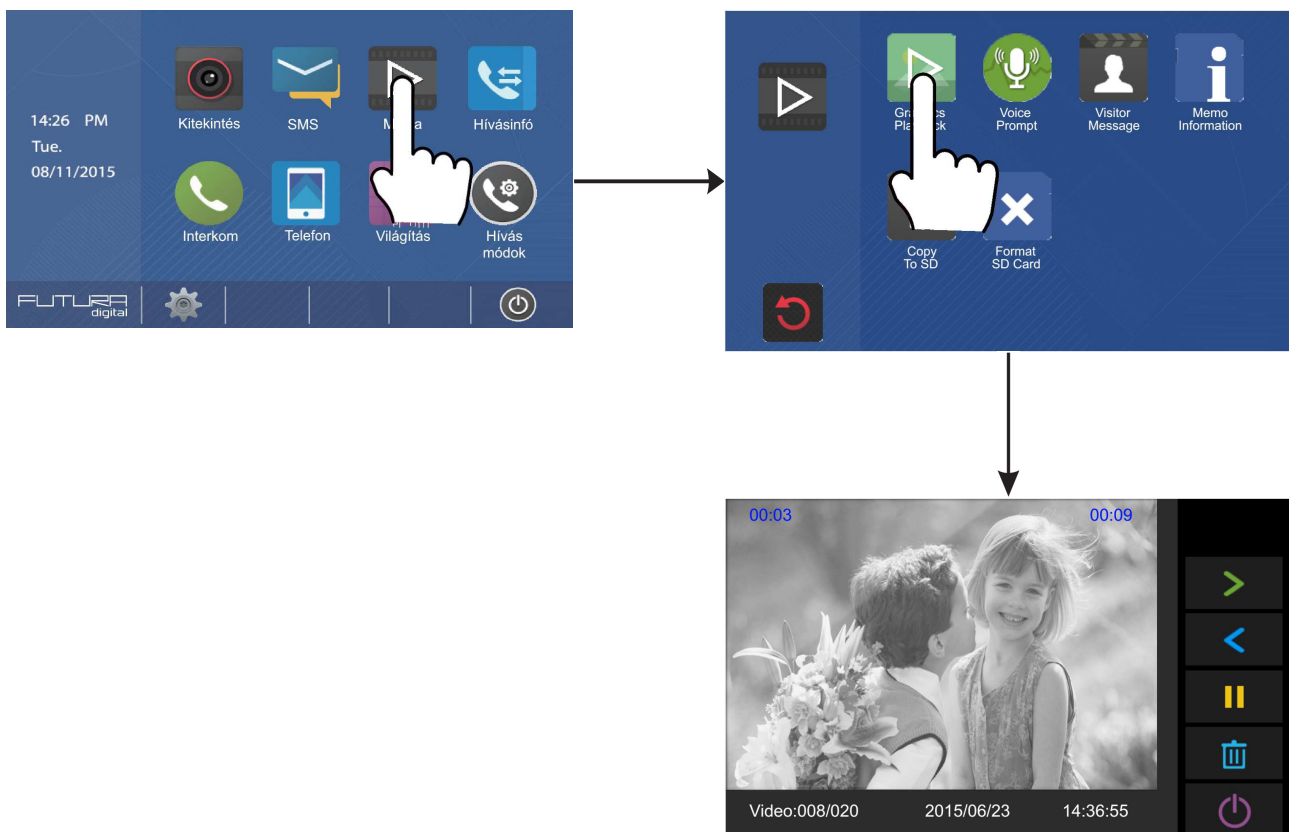 14:26 PM
Tue.
08/11/2015
Kitekintés
SMS
Hívásinfó
Interkom
Telefon
Világítás
Hívás
módok
FUTURA
digital
Voice
Prompt
Visitor
Message
Memo
Information
Copy
To SD
Format
SD Card
00:03
00:09
Video:008/020
2015/06/23
14:36:55